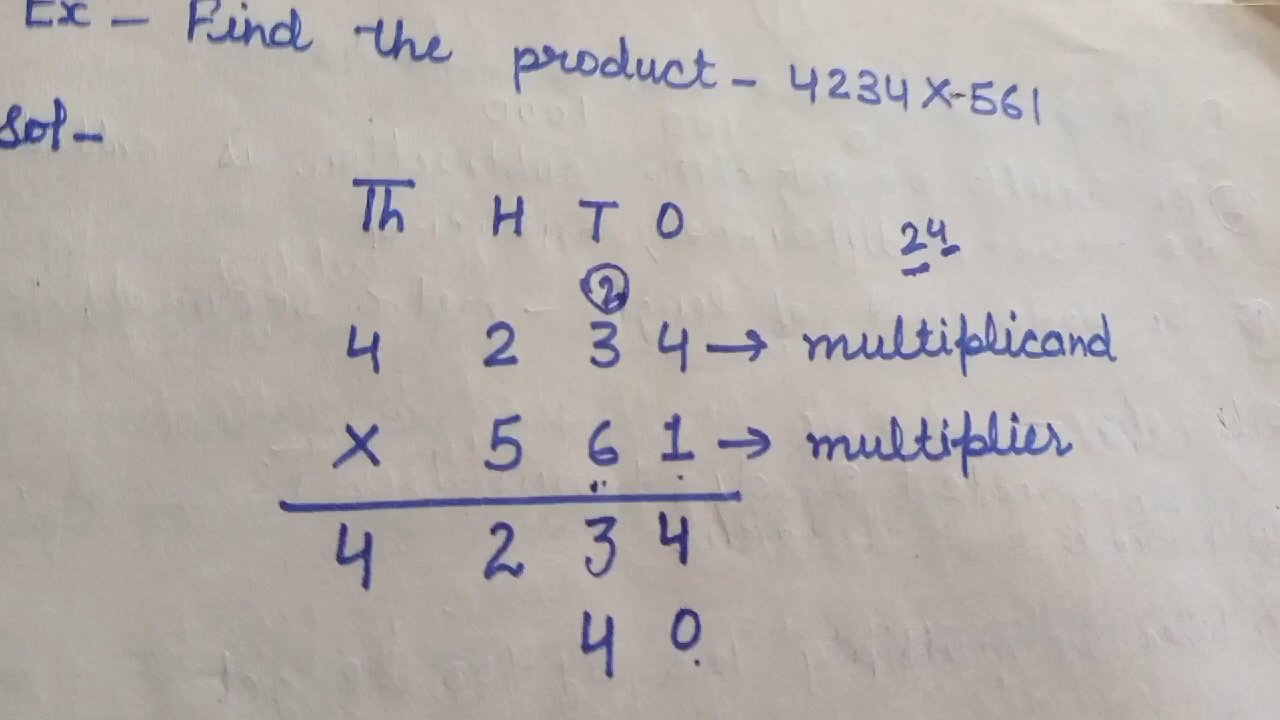 Ex - Find the product - 4234 X-561
Sol -
Th H T O
24
2
4 2 3 4 → multiplicand
X 5 6 1 → multiplier
4 2 3 4
4 0